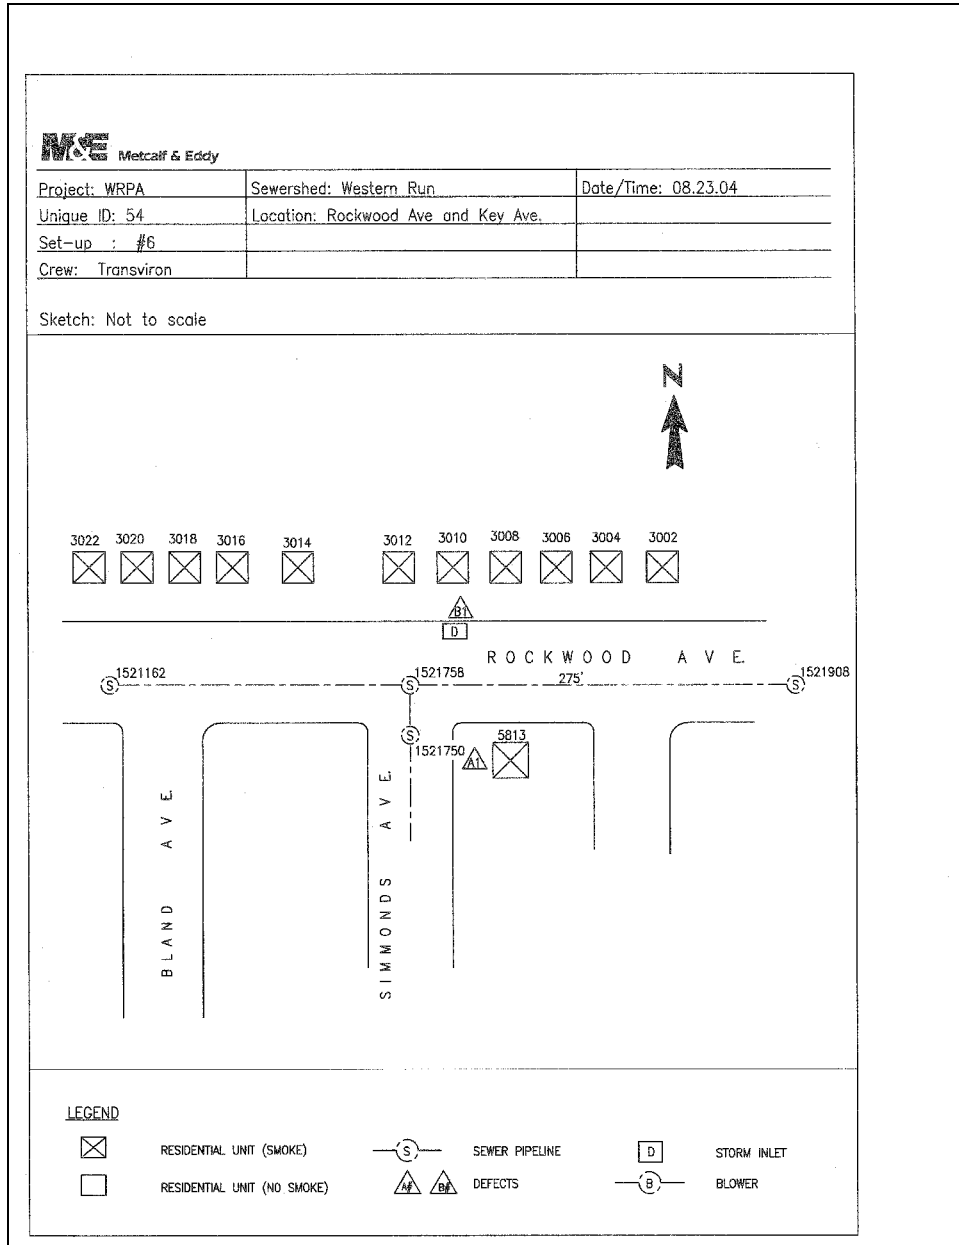 M&E Metcalf & Eddy
Project: WRPA
Sewershed: Western Run
Date/Time: 08.23.04
Unique ID: 54
Location: Rockwood Ave and Key Ave.
Set-up : #6
Crew: Transviron
Sketch: Not to scale
N
3022 3020 3018 3016 3014 3012 3010 3008 3006 3004 3002
B1
D
ROCKWOOD AVE.
1521162
S
1521758
S
275'
1521908
S
S
1521750
A1
5813
BLAND AVE.
SIMMONDS AVE.
LEGEND
RESIDENTIAL UNIT (SMOKE)
S SEWER PIPELINE
D STORM INLET
RESIDENTIAL UNIT (NO SMOKE)
A# B# DEFECTS
B BLOWER